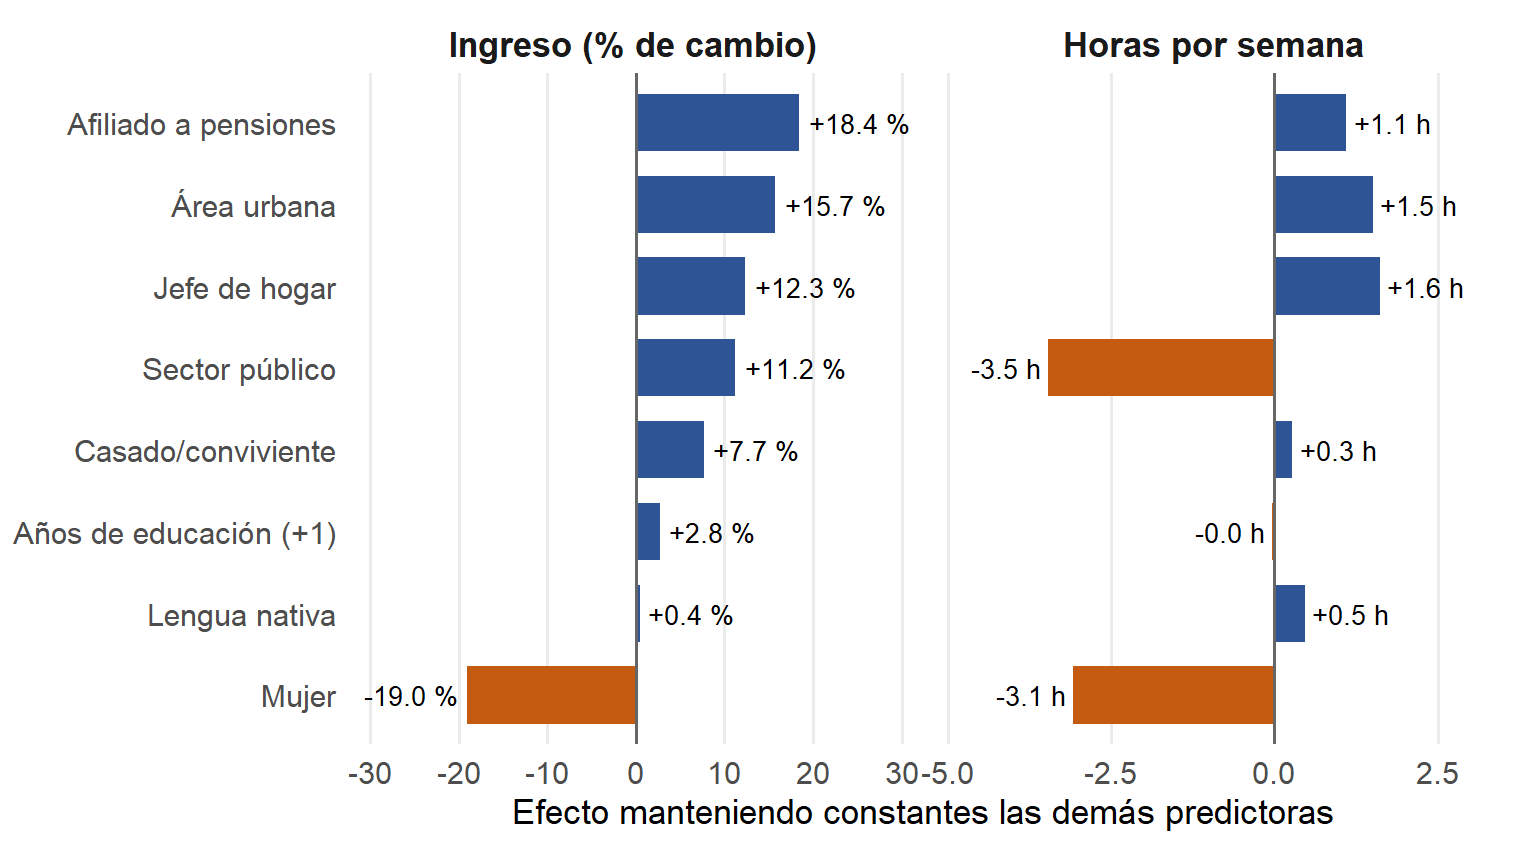 Ingreso (% de cambio) Horas por semana
Afiliado a pensiones +18.4 % +1.1 h
Área urbana +15.7 % +1.5 h
Jefe de hogar +12.3 % +1.6 h
Sector público +11.2 % -3.5 h
Casado/conviviente +7.7 % +0.3 h
Años de educación (+1) +2.8 % -0.0 h
Lengua nativa +0.4 % +0.5 h
Mujer -19.0 % -3.1 h
-30 -20 -10 0 10 20 30 -5.0 -2.5 0.0 2.5
Efecto manteniendo constantes las demás predictoras